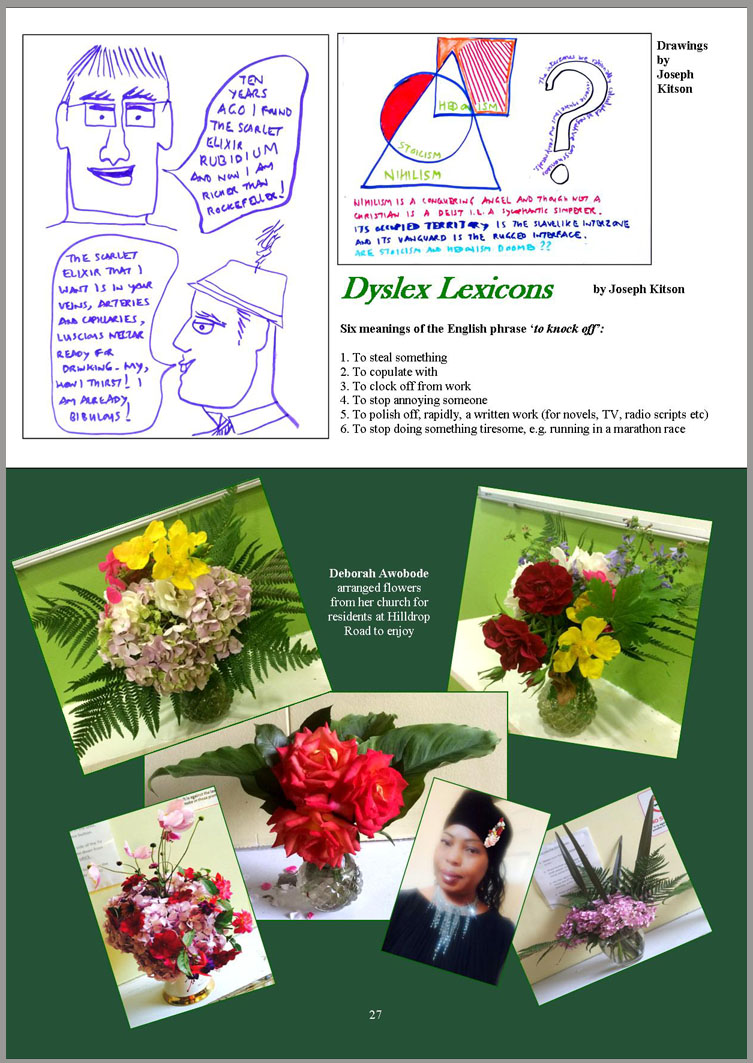 TEN
YEARS
AGO I FOUND
THE SCARLET
ELIXIR
RUBIDIUM
AND NOW I AM
RICHER THAN
ROCKEFELLER!
THE SCARLET
ELIXIR THAT I
WANT IS IN YOUR
VEINS, ARTERIES
AND CAPILLARIES,
LUSCIOUS NECTAR
READY FOR
DRINKING - MY,
HOW I THIRST! I
AM ALREADY
BIBULOUS!
HEDONISM
STOICISM
NIHILISM
NIHILISM IS A CONQUERING ANGEL AND THOUGH NOT A
CHRISTIAN IS A DEIST I.E. A SYCOPHANTIC SIMPERER.
ITS OCCUPIED TERRITORY IS THE SLAVELIKE INTERZONE
AND ITS VANGUARD IS THE RUGGED INTERFACE.
ARE STOICISM AND HEDONISM DOOMED??
Drawings
by
Joseph
Kitson
Dyslex Lexicons by Joseph Kitson
Six meanings of the English phrase ‘to knock off’:
1. To steal something
2. To copulate with
3. To clock off from work
4. To stop annoying someone
5. To polish off, rapidly, a written work (for novels, TV, radio scripts etc)
6. To stop doing something tiresome, e.g. running in a marathon race
Deborah Awobode
arranged flowers
from her church for
residents at Hilldrop
Road to enjoy
27